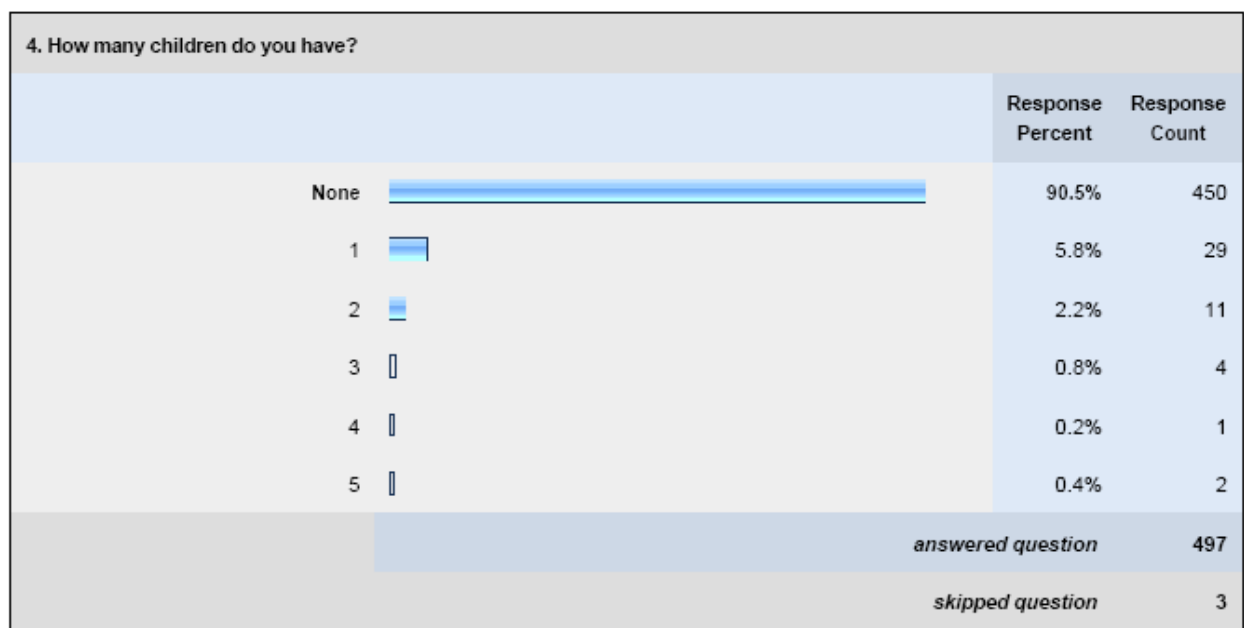 4. How many children do you have?
Response Percent Response Count
None 90.5% 450
1 5.8% 29
2 2.2% 11
3 0.8% 4
4 0.2% 1
5 0.4% 2
answered question 497
skipped question 3